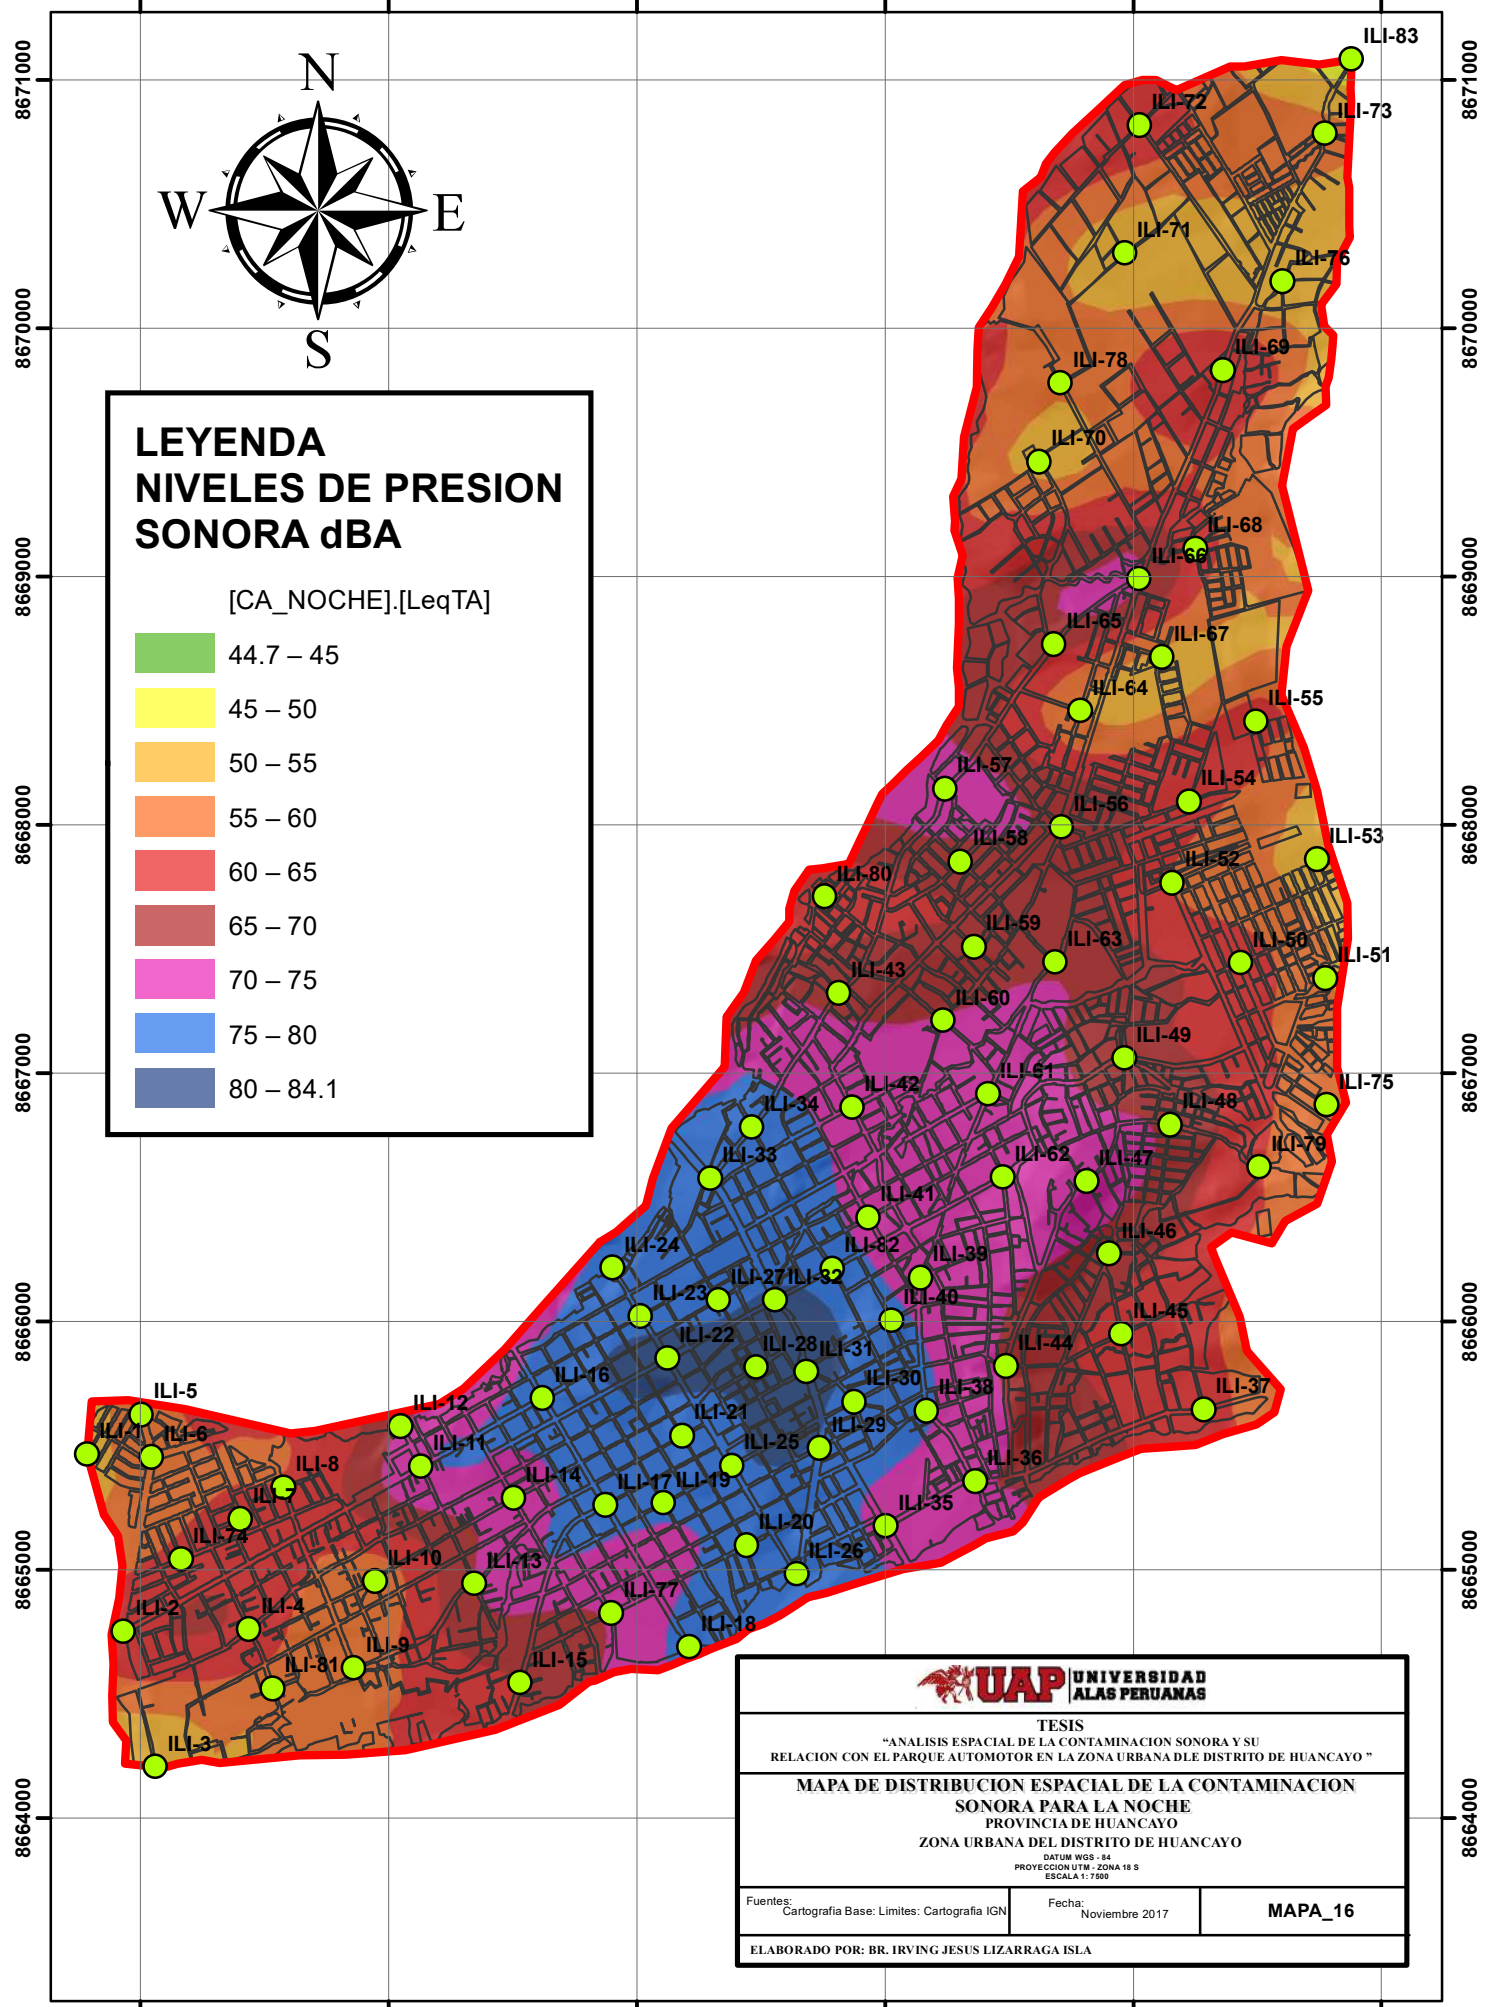 N
W
E
S
LEYENDA
NIVELES DE PRESION
SONORA dBA
[CA_NOCHE].[LeqTA]
44.7 – 45
45 – 50
50 – 55
55 – 60
60 – 65
65 – 70
70 – 75
75 – 80
80 – 84.1
8671000
8670000
8669000
8668000
8667000
8666000
8665000
8664000
8671000
8670000
8669000
8668000
8667000
8666000
8665000
8664000
ILI-83
ILI-72
ILI-73
ILI-71
ILI-76
ILI-69
ILI-78
ILI-70
ILI-68
ILI-66
ILI-65
ILI-67
ILI-64
ILI-55
ILI-57
ILI-54
ILI-56
ILI-58
ILI-53
ILI-52
ILI-80
ILI-59
ILI-63
ILI-50
ILI-51
ILI-43
ILI-60
ILI-49
ILI-61
ILI-42
ILI-75
ILI-34
ILI-48
ILI-79
ILI-33
ILI-62
ILI-47
ILI-41
ILI-24
ILI-82
ILI-39
ILI-46
ILI-27
ILI-32
ILI-23
ILI-40
ILI-45
ILI-22
ILI-28
ILI-31
ILI-44
ILI-16
ILI-30
ILI-38
ILI-37
ILI-5
ILI-12
ILI-1
ILI-6
ILI-21
ILI-29
ILI-11
ILI-25
ILI-8
ILI-36
ILI-14
ILI-7
ILI-17
ILI-19
ILI-35
ILI-74
ILI-20
ILI-10
ILI-13
ILI-26
ILI-77
ILI-2
ILI-4
ILI-18
ILI-9
ILI-81
ILI-15
ILI-3
UAP UNIVERSIDAD
ALAS PERUANAS
TESIS
“ANALISIS ESPACIAL DE LA CONTAMINACION SONORA Y SU
RELACION CON EL PARQUE AUTOMOTOR EN LA ZONA URBANA DLE DISTRITO DE HUANCAYO ”
MAPA DE DISTRIBUCION ESPACIAL DE LA CONTAMINACION
SONORA PARA LA NOCHE
PROVINCIA DE HUANCAYO
ZONA URBANA DEL DISTRITO DE HUANCAYO
DATUM WGS - 84
PROYECCION UTM - ZONA 18 S
ESCALA 1: 7500
Fuentes:
Cartografia Base: Limites: Cartografia IGN
Fecha:
Noviembre 2017
MAPA_16
ELABORADO POR: BR. IRVING JESUS LIZARRAGA ISLA